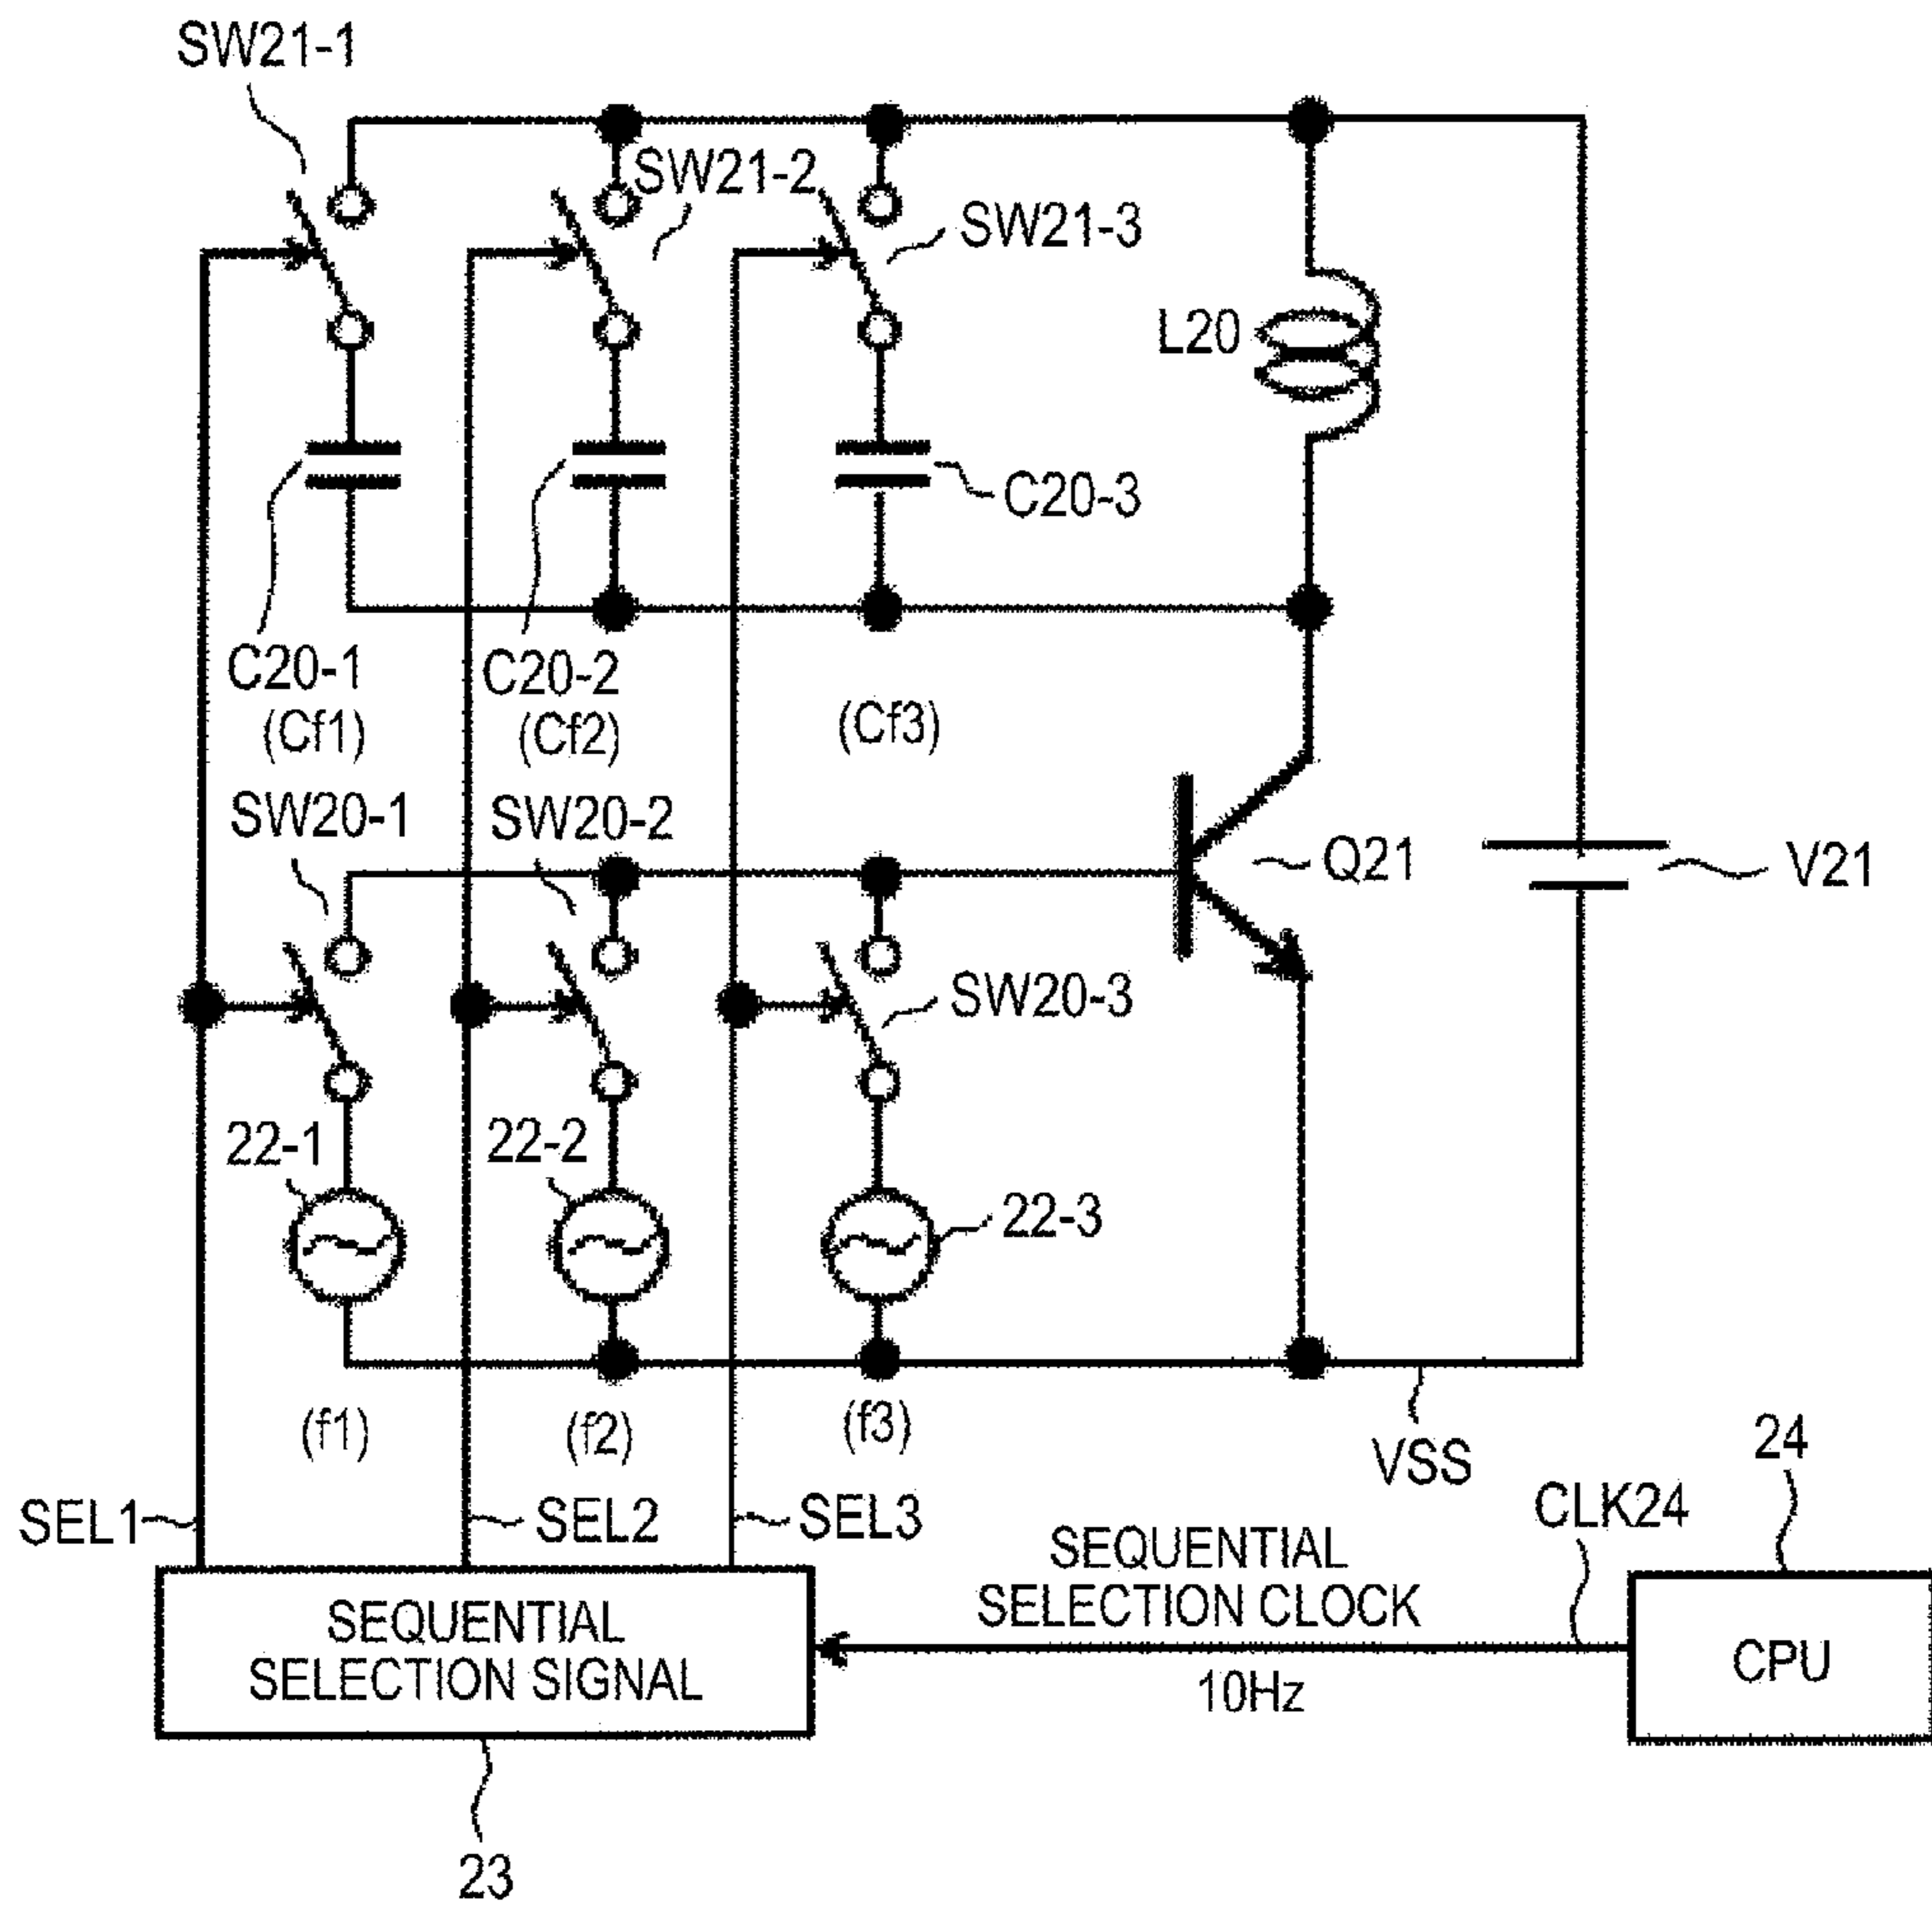 SW21-1
SW21-2
SW21-3
L20
C20-3
C20-1
(Cf1)
C20-2
(Cf2)
(Cf3)
SW20-1
SW20-2
Q21
V21
SW20-3
22-1
22-2
22-3
(f1)
(f2)
(f3)
VSS
24
SEL1
SEL2
SEL3
CLK24
SEQUENTIAL
SELECTION CLOCK
10Hz
SEQUENTIAL
SELECTION SIGNAL
CPU
23